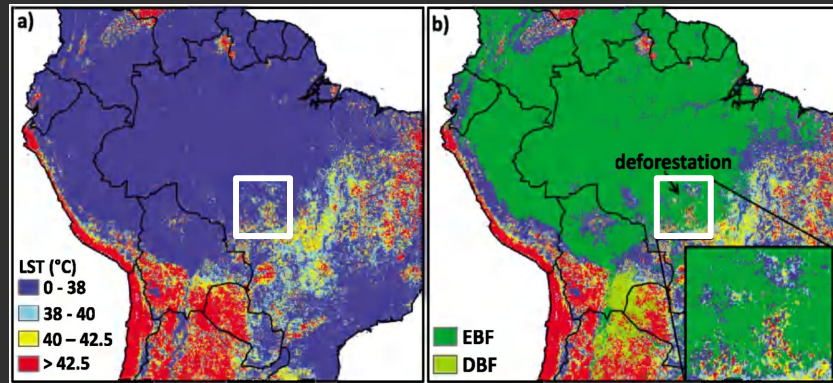 a)
LST (°C)
0 - 38
38 - 40
40 – 42.5
> 42.5
b)
deforestation
EBF
DBF